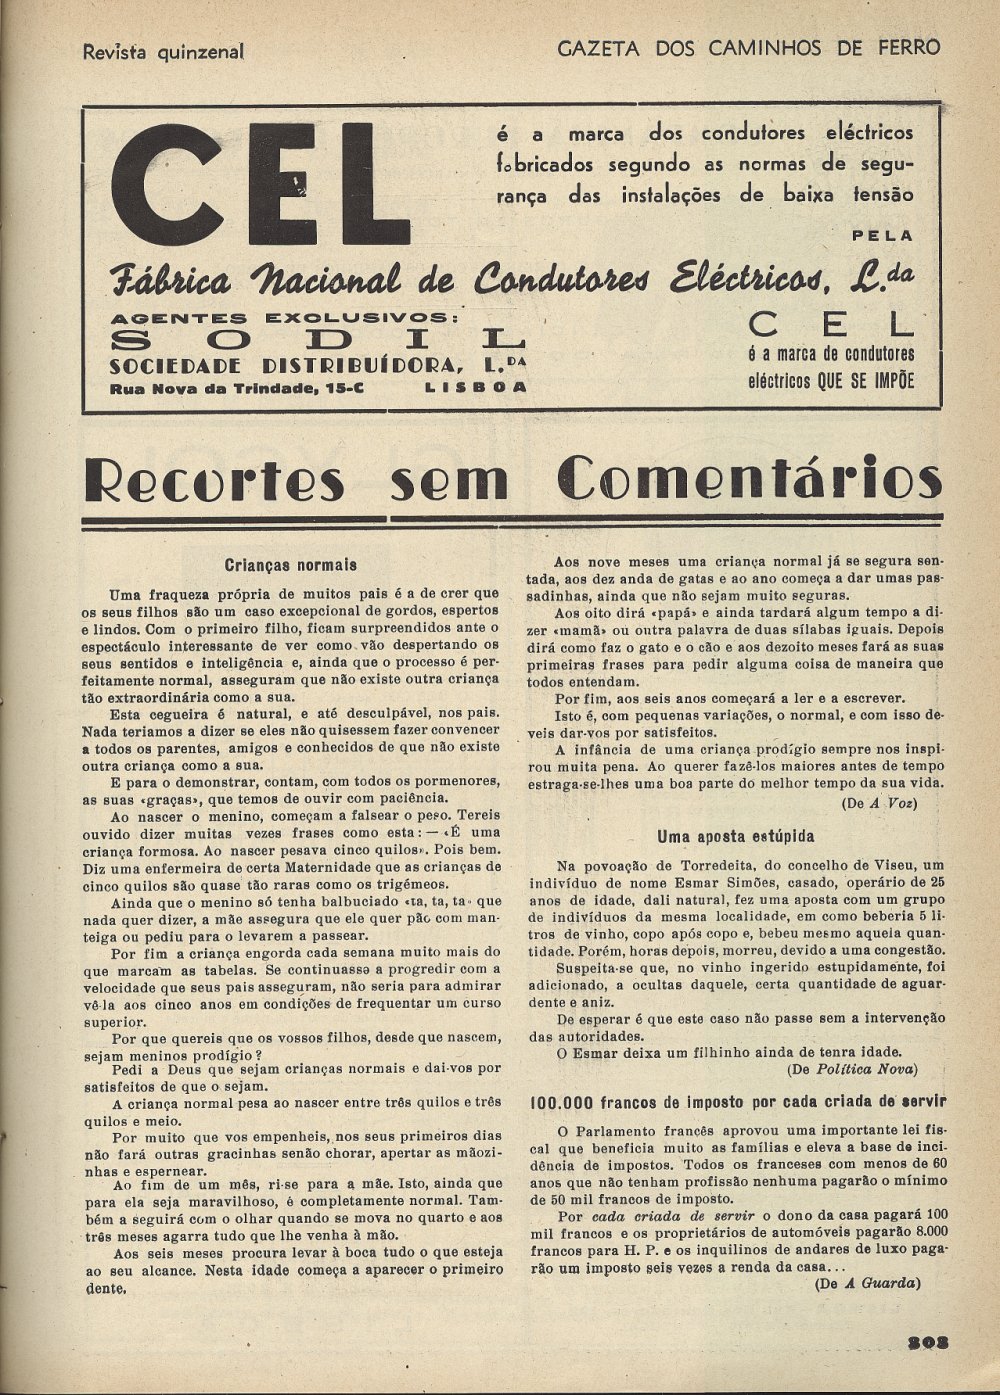 Revista quinzenal
GAZETA DOS CAMINHOS DE FERRO
CEL
é a marca dos condutores eléctricos
fabricados segundo as normas de segu-
rança das instalações de baixa tensão
PELA
Fábrica Nacional de Condutores Eléctricos, L.da
AGENTES EXCLUSIVOS:
SODIL
SOCIEDADE DISTRIBUÍDORA, L.DA
Rua Nova da Trindade, 15-C LISBOA
CEL
é a marca de condutores
eléctricos QUE SE IMPÕE
Recortes sem Comentários
Crianças normais
Uma fraqueza própria de muitos pais é a de crer que
os seus filhos são um caso excepcional de gordos, espertos
e lindos. Com o primeiro filho, ficam surpreendidos ante o
espectáculo interessante de ver como vão despertando os
seus sentidos e inteligência e, ainda que o processo é per-
feitamente normal, asseguram que não existe outra criança
tão extraordinária como a sua.
Esta cegueira é natural, e até desculpável, nos pais.
Nada teriamos a dizer se eles não quisessem fazer convencer
a todos os parentes, amigos e conhecidos de que não existe
outra criança como a sua.
E para o demonstrar, contam, com todos os pormenores,
as suas «graças», que temos de ouvir com paciência.
Ao nascer o menino, começam a falsear o peso. Tereis
ouvido dizer muitas vezes frases como esta: — «É uma
criança formosa. Ao nascer pesava cinco quilos». Pois bem.
Diz uma enfermeira de certa Maternidade que as crianças de
cinco quilos são quase tão raras como os trigémeos.
Ainda que o menino só tenha balbuciado «ta, ta, ta» que
nada quer dizer, a mãe assegura que ele quer pão com man-
teiga ou pediu para o levarem a passear.
Por fim a criança engorda cada semana muito mais do
que marcam as tabelas. Se continuasse a progredir com a
velocidade que seus pais asseguram, não seria para admirar
vê-la aos cinco anos em condições de frequentar um curso
superior.
Por que quereis que os vossos filhos, desde que nascem,
sejam meninos prodígio?
Pedi a Deus que sejam crianças normais e dai-vos por
satisfeitos de que o sejam.
A criança normal pesa ao nascer entre três quilos e três
quilos e meio.
Por muito que vos empenheis, nos seus primeiros dias
não fará outras gracinhas senão chorar, apertar as mãozi-
nhas e espernear.
Ao fim de um mês, ri-se para a mãe. Isto, ainda que
para ela seja maravilhoso, é completamente normal. Tam-
bém a seguirá com o olhar quando se mova no quarto e aos
três meses agarra tudo que lhe venha à mão.
Aos seis meses procura levar à boca tudo o que esteja
ao seu alcance. Nesta idade começa a aparecer o primeiro
dente.
Aos nove meses uma criança normal já se segura sen-
tada, aos dez anda de gatas e ao ano começa a dar umas pas-
sadinhas, ainda que não sejam muito seguras.
Aos oito dirá «papá» e ainda tardará algum tempo a di-
zer «mamã» ou outra palavra de duas sílabas iguais. Depois
dirá como faz o gato e o cão e aos dezoito meses fará as suas
primeiras frases para pedir alguma coisa de maneira que
todos entendam.
Por fim, aos seis anos começará a ler e a escrever.
Isto é, com pequenas variações, o normal, e com isso de-
veis dar-vos por satisfeitos.
A infância de uma criança prodígio sempre nos inspi-
rou muita pena. Ao querer fazê-los maiores antes de tempo
estraga-se-lhes uma boa parte do melhor tempo da sua vida.
(De A Voz)
Uma aposta estúpida
Na povoação de Torredeita, do concelho de Viseu, um
indivíduo de nome Esmar Simões, casado, operário de 25
anos de idade, dali natural, fez uma aposta com um grupo
de indivíduos da mesma localidade, em como beberia 5 li-
tros de vinho, copo após copo e, bebeu mesmo aquela quan-
tidade. Porém, horas depois, morreu, devido a uma congestão.
Suspeita-se que, no vinho ingerido estupidamente, foi
adicionado, a ocultas daquele, certa quantidade de aguar-
dente e aniz.
De esperar é que este caso não passe sem a intervenção
das autoridades.
O Esmar deixa um filhinho ainda de tenra idade.
(De Política Nova)
100.000 francos de imposto por cada criada de servir
O Parlamento francês aprovou uma importante lei fis-
cal que beneficia muito as famílias e eleva a base de inci-
dência de impostos. Todos os franceses com menos de 60
anos que não tenham profissão nenhuma pagarão o mínimo
de 50 mil francos de imposto.
Por cada criada de servir o dono da casa pagará 100
mil francos e os proprietários de automóveis pagarão 8.000
francos para H. P. e os inquilinos de andares de luxo paga-
rão um imposto seis vezes a renda da casa...
(De A Guarda)
303